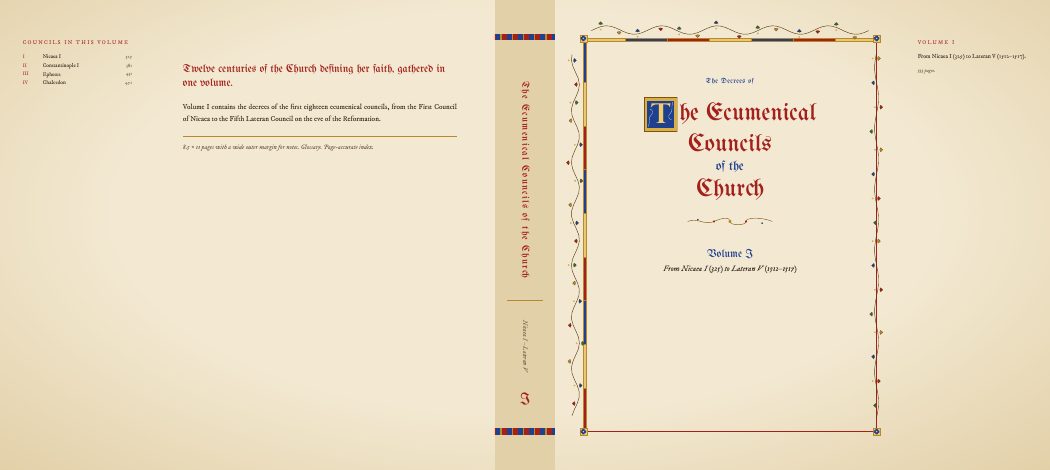 COUNCILS IN THIS VOLUME
I Nicaea I 325
II Constantinople I 381
III Ephesus 431
IV Chalcedon 451
Twelve centuries of the Church defining her faith, gathered in
one volume.
Volume I contains the decrees of the first eighteen ecumenical councils, from the First Council
of Nicaea to the Fifth Lateran Council on the eve of the Reformation.
8.5 × 11 pages with a wide outer margin for notes. Glossary. Page-accurate index.
The Ecumenical Councils of the Church
Nicaea I – Lateran V
I
The Decrees of
The Ecumenical
Councils
of the
Church
Volume I
From Nicaea I (325) to Lateran V (1512–1517)
VOLUME I
From Nicaea I (325) to Lateran V (1512–1517).
pages